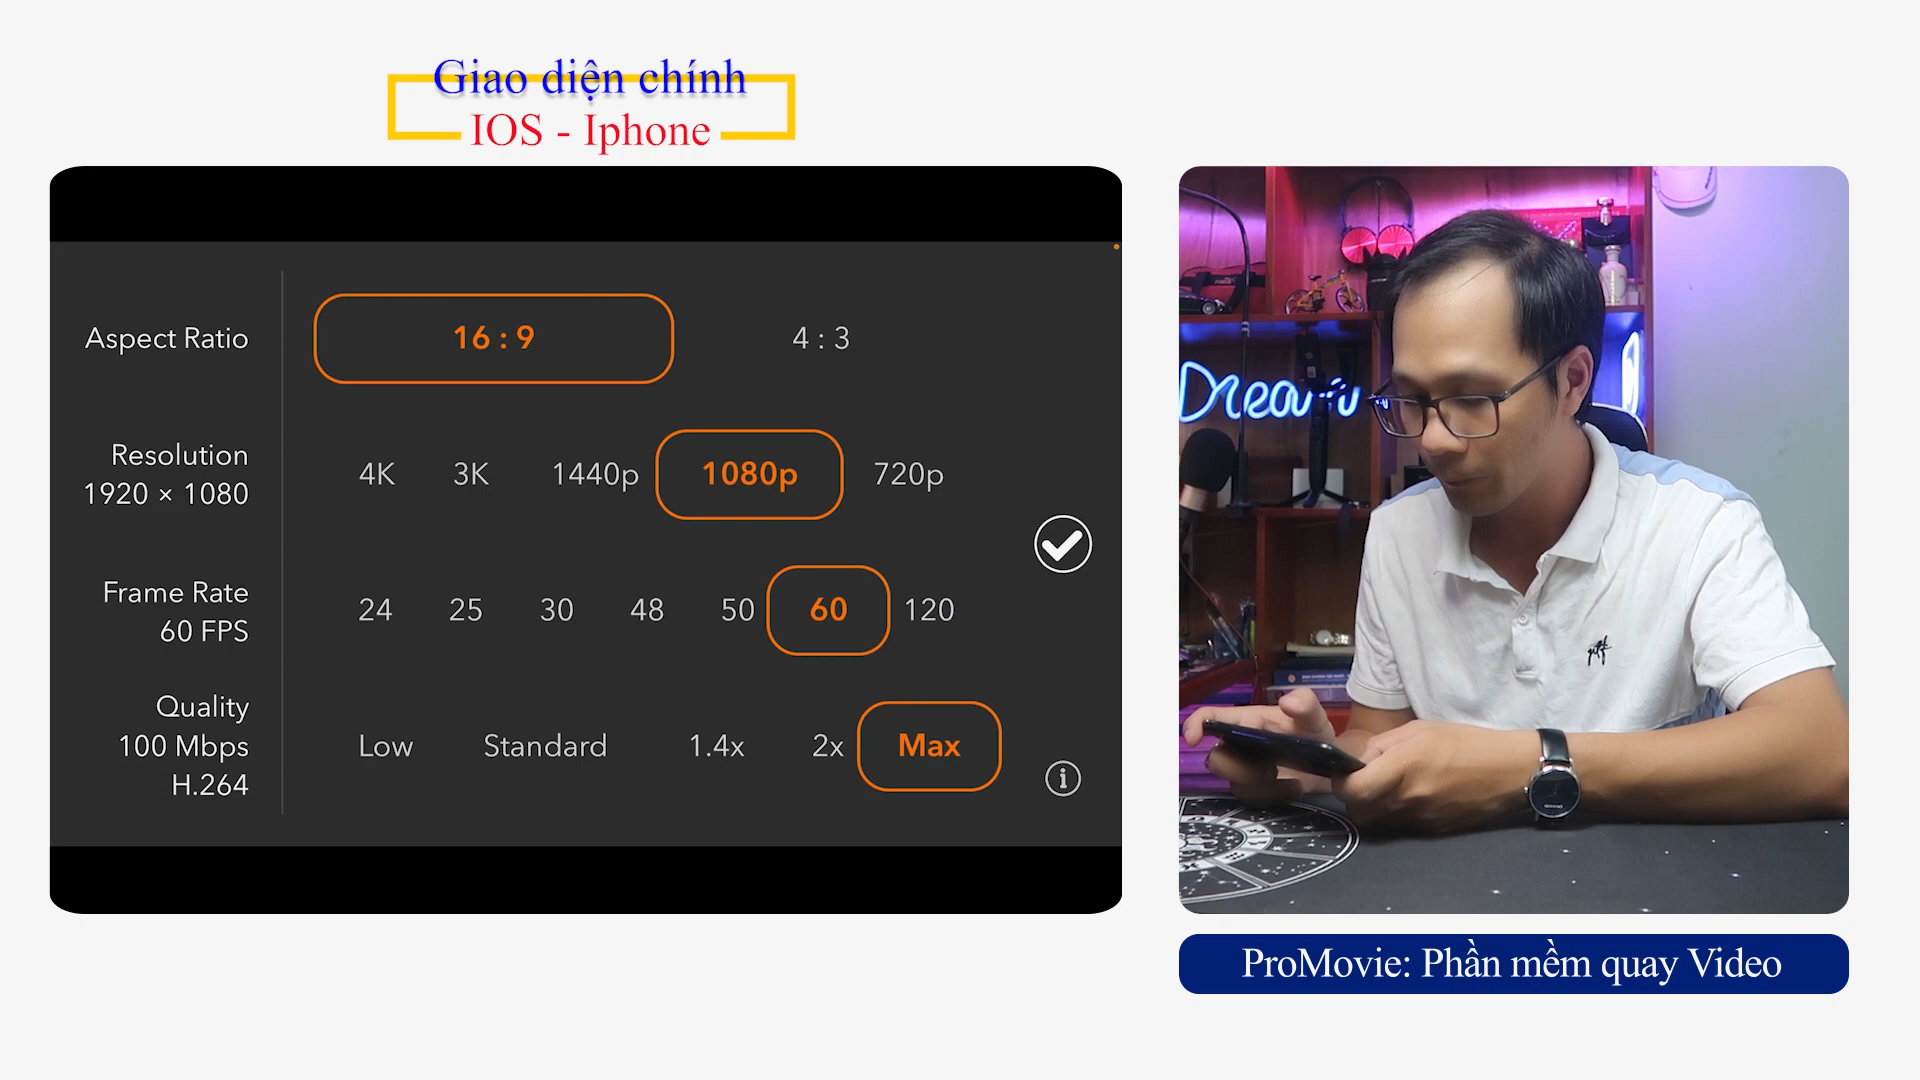 Giao diện chính
IOS - Iphone
Aspect Ratio
16 : 9
4 : 3
Resolution
1920 × 1080
4K 3K 1440p 1080p 720p
Frame Rate
60 FPS
24 25 30 48 50 60 120
Quality
100 Mbps
H.264
Low Standard 1.4x 2x Max
ProMovie: Phần mềm quay Video